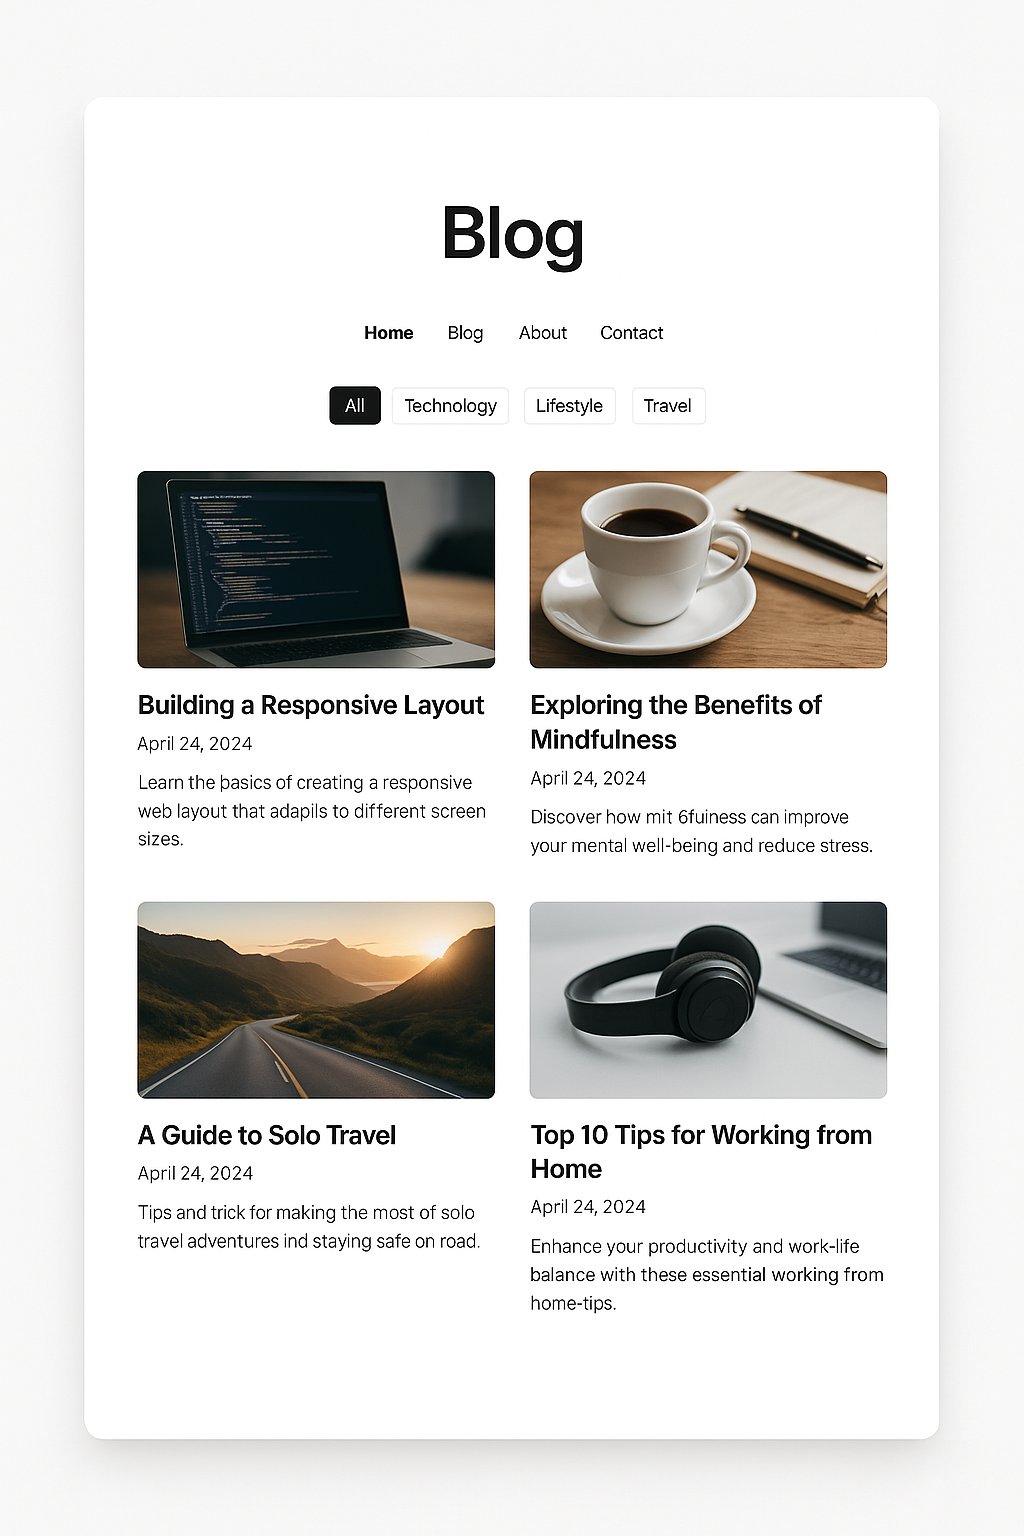 Blog
Home Blog About Contact
All Technology Lifestyle Travel
Building a Responsive Layout
April 24, 2024
Learn the basics of creating a responsive
web layout that adapils to different screen
sizes.
Exploring the Benefits of
Mindfulness
April 24, 2024
Discover how mit 6fuiness can improve
your mental well-being and reduce stress.
A Guide to Solo Travel
April 24, 2024
Tips and trick for making the most of solo
travel adventures ind staying safe on road.
Top 10 Tips for Working from
Home
April 24, 2024
Enhance your productivity and work-life
balance with these essential working from
home-tips.